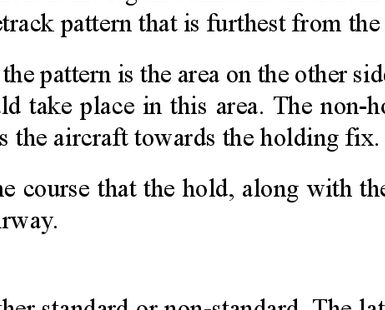 etrack pattern that is furthest from the
the pattern is the area on the other side
ld take place in this area. The non-ho
s the aircraft towards the holding fix.
e course that the hold, along with the
rway.
her standard or non-standard. The lat